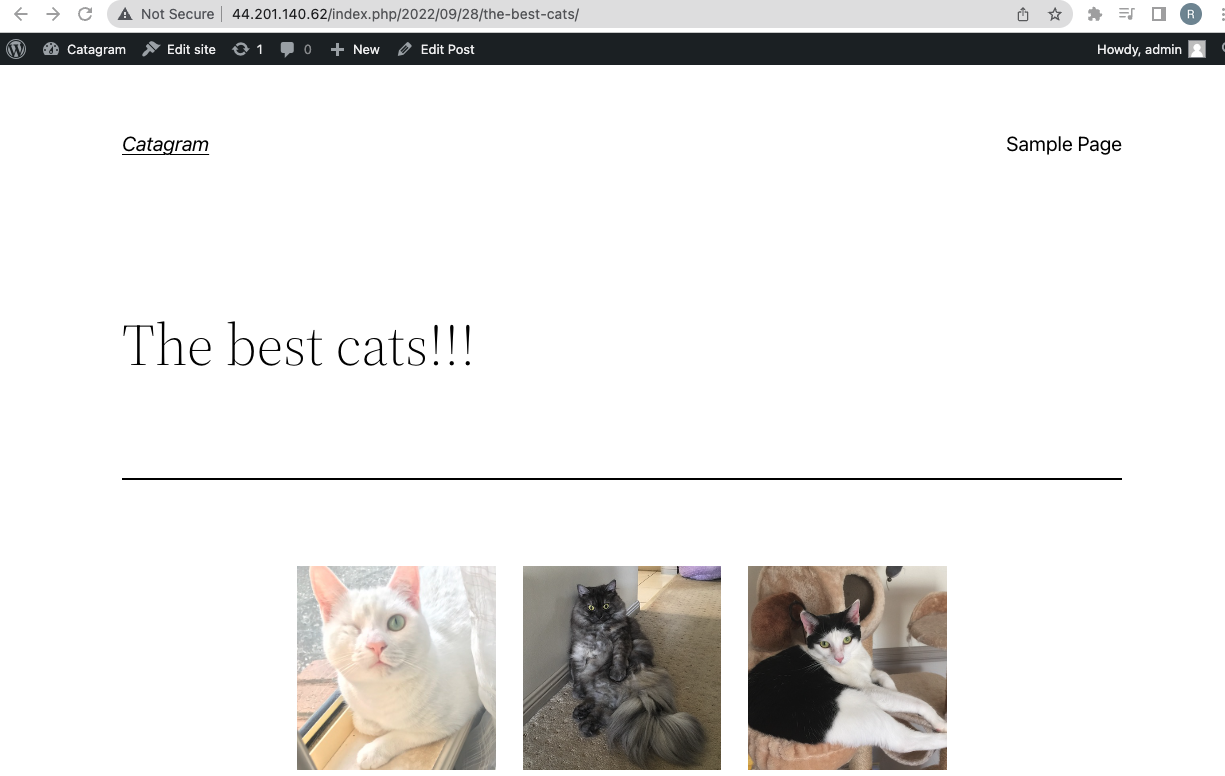 Not Secure 44.201.140.62/index.php/2022/09/28/the-best-cats/ R
Catagram Edit site 1 0 New Edit Post Howdy, admin
Catagram Sample Page
The best cats!!!